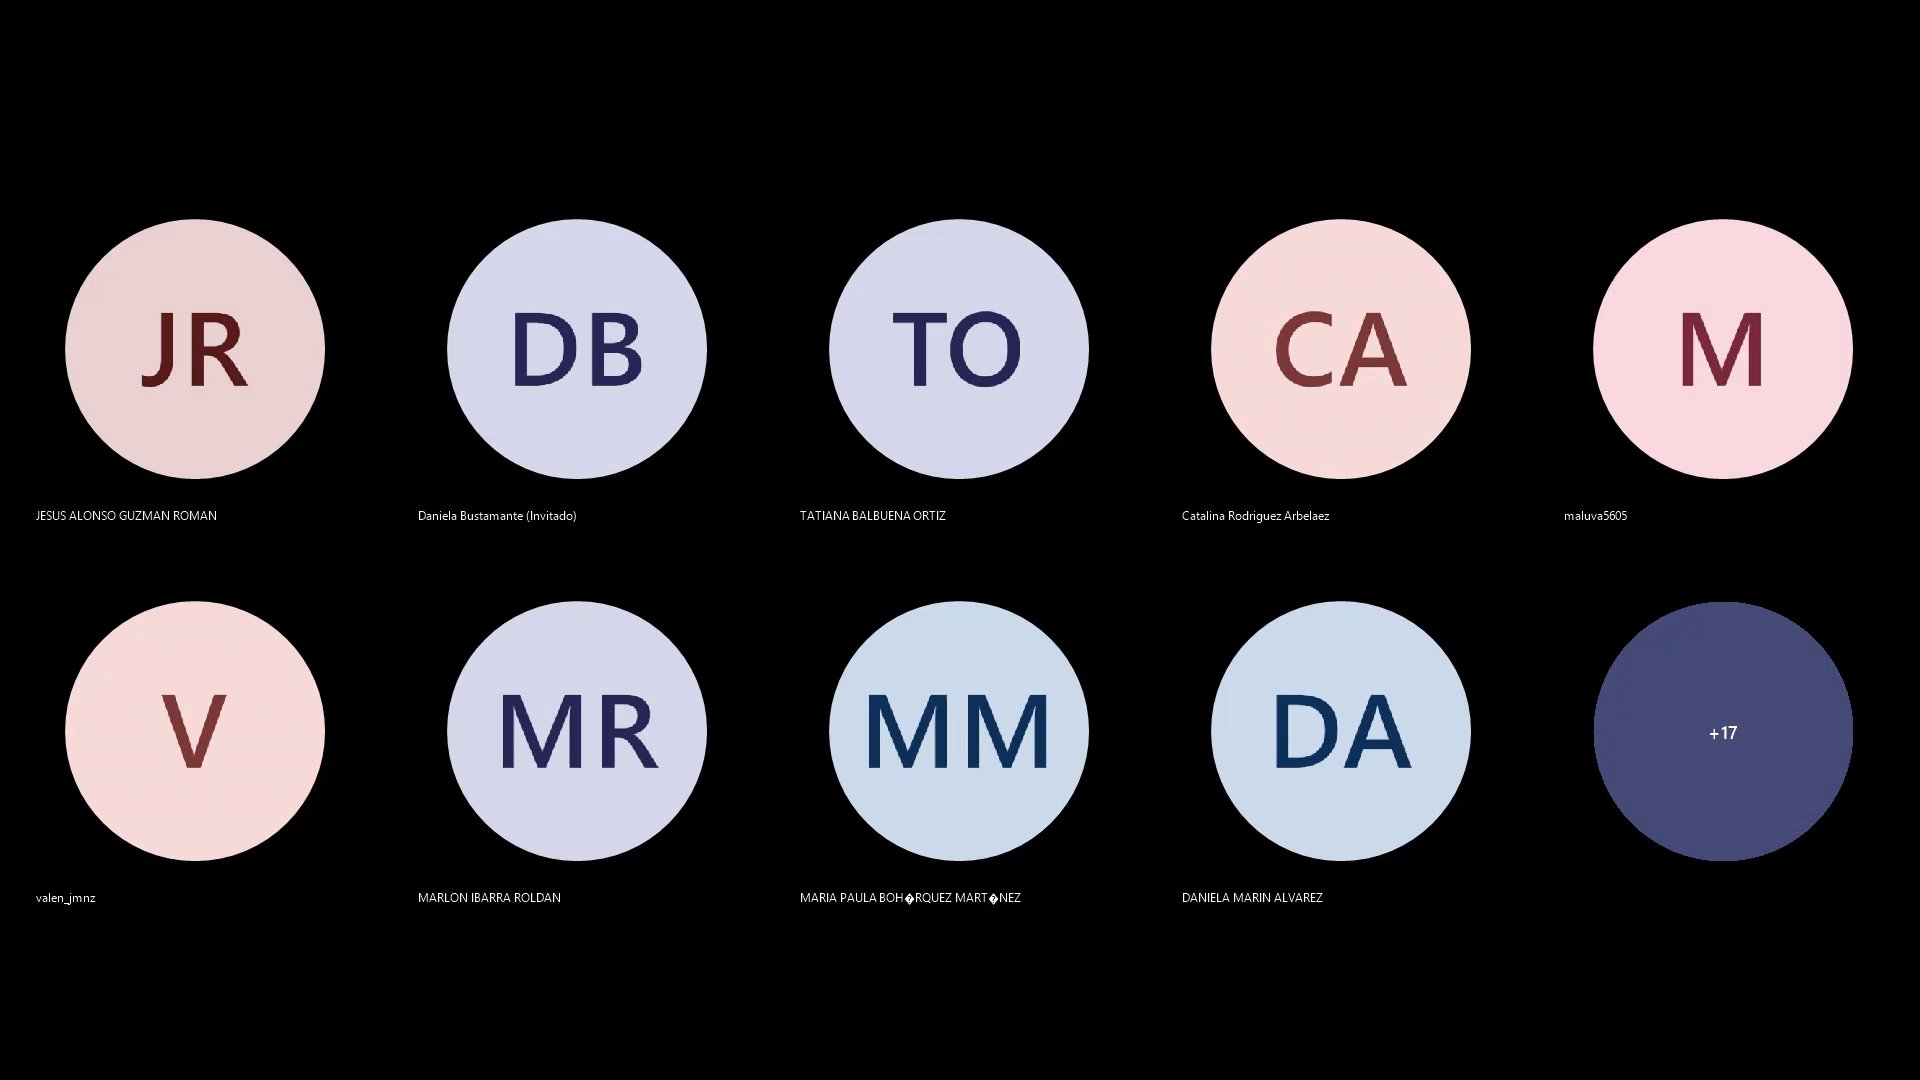 JR
DB
TO
CA
M
JESUS ALONSO GUZMAN ROMAN
Daniela Bustamante (Invitado)
TATIANA BALBUENA ORTIZ
Catalina Rodriguez Arbelaez
maluva5605
V
MR
MM
DA
+17
valen_jmnz
MARLON IBARRA ROLDAN
MARIA PAULA BOH�RQUEZ MART�NEZ
DANIELA MARIN ALVAREZ